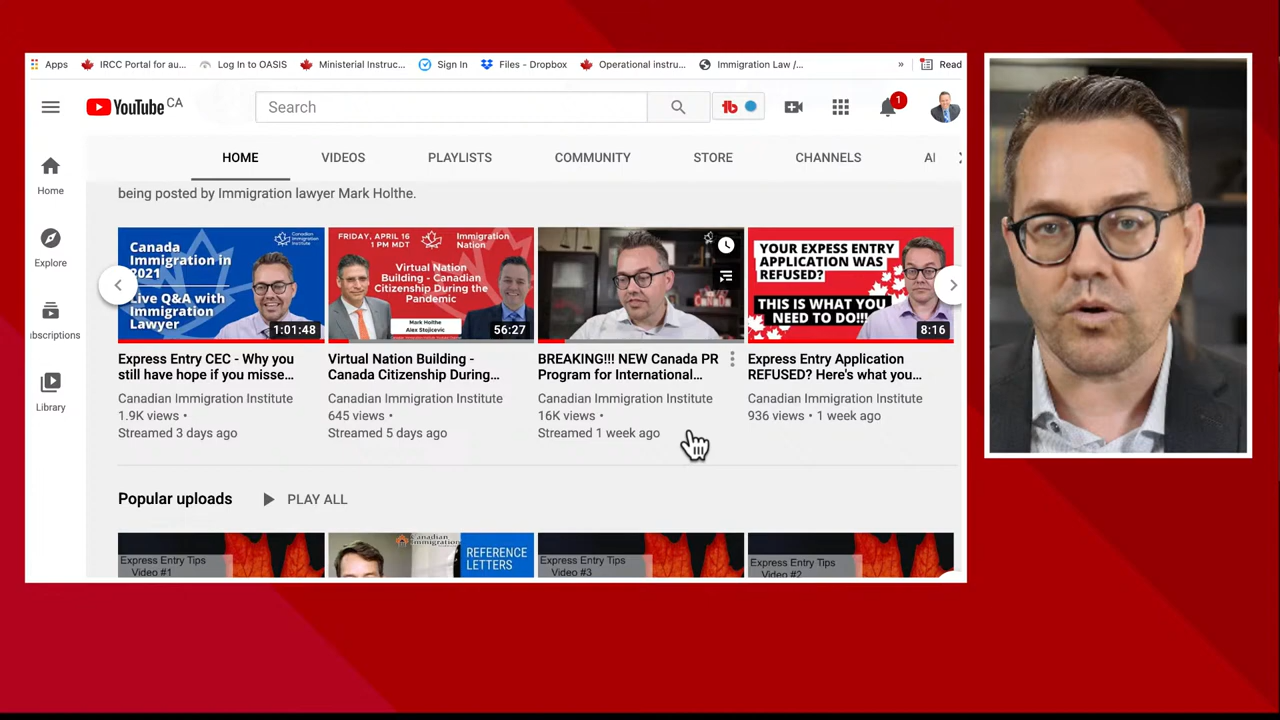 Apps IRCC Portal for au... Log In to OASIS Ministerial Instruc... Sign In Files - Dropbox Operational instru... Immigration Law /... » Read
YouTube CA Search 1
HOME VIDEOS PLAYLISTS COMMUNITY STORE CHANNELS
Home
Explore
ubscriptions
Library
being posted by Immigration lawyer Mark Holthe.
Canada
Immigration in
2021
Live Q&A with
Immigration
Lawyer
Canadian
Immigration
Institute
1:01:48
FRIDAY, APRIL 16
1 PM MDT
Immigration
Nation
Virtual Nation
Building - Canadian
Citizenship During the
Pandemic
Mark Holthe
Alex Stojicevic
56:27
YOUR EXPESS ENTRY
APPLICATION WAS
REFUSED?
THIS IS WHAT YOU
NEED TO DO!!!
8:16
Express Entry CEC - Why you
still have hope if you misse...
Canadian Immigration Institute
1.9K views •
Streamed 3 days ago
Virtual Nation Building -
Canada Citizenship During...
Canadian Immigration Institute
645 views •
Streamed 5 days ago
BREAKING!!! NEW Canada PR
Program for International...
Canadian Immigration Institute
16K views •
Streamed 1 week ago
Express Entry Application
REFUSED? Here's what you...
Canadian Immigration Institute
936 views • 1 week ago
Popular uploads PLAY ALL
Express Entry Tips
Video #1
Canadian Immigration
REFERENCE
LETTERS
Express Entry Tips
Video #3
Express Entry Tips
Video #2